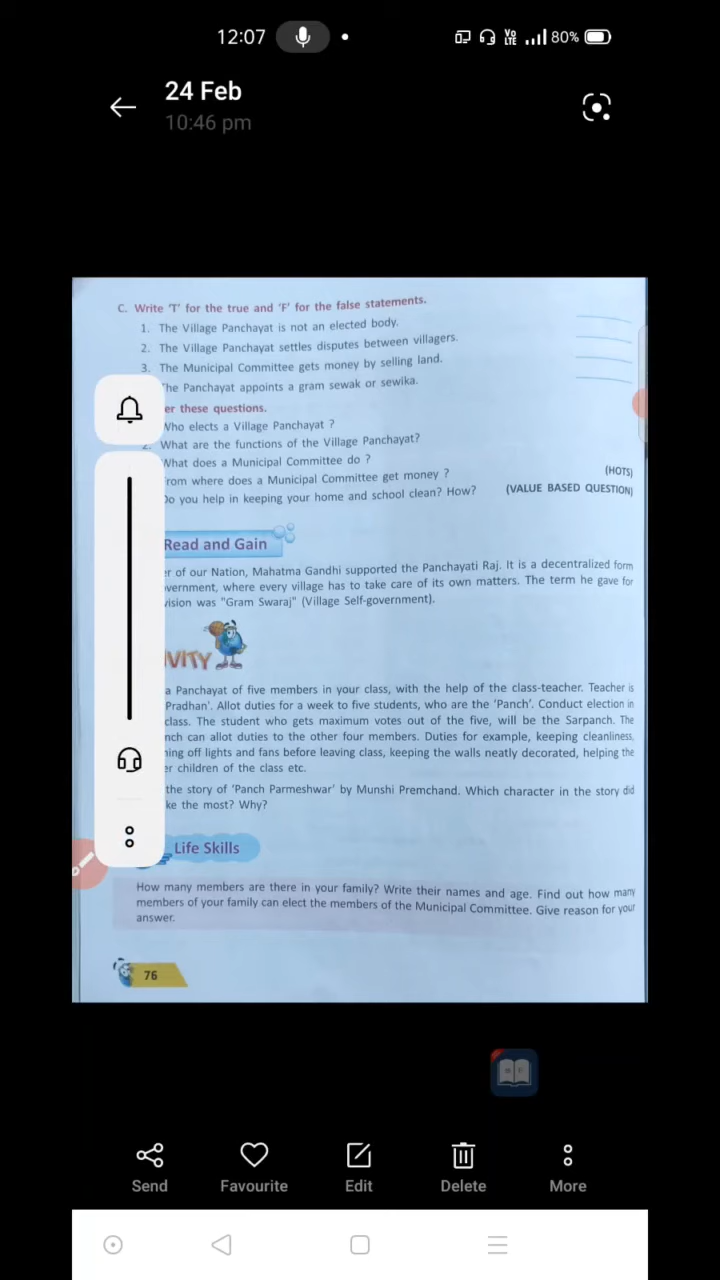 12:07
VO LTE
80%
24 Feb
10:46 pm
C. Write 'T' for the true and 'F' for the false statements.
1. The Village Panchayat is not an elected body.
2. The Village Panchayat settles disputes between villagers.
3. The Municipal Committee gets money by selling land.
he Panchayat appoints a gram sewak or sewika.
er these questions.
Who elects a Village Panchayat ?
2. What are the functions of the Village Panchayat?
What does a Municipal Committee do ?
rom where does a Municipal Committee get money ? (HOTS)
Do you help in keeping your home and school clean? How? (VALUE BASED QUESTION)
Read and Gain
er of our Nation, Mahatma Gandhi supported the Panchayati Raj. It is a decentralized form
vernment, where every village has to take care of its own matters. The term he gave for
vision was "Gram Swaraj" (Village Self-government).
VITY
a Panchayat of five members in your class, with the help of the class-teacher. Teacher is
Pradhan'. Allot duties for a week to five students, who are the 'Panch'. Conduct election in
class. The student who gets maximum votes out of the five, will be the Sarpanch. The
nch can allot duties to the other four members. Duties for example, keeping cleanliness,
ning off lights and fans before leaving class, keeping the walls neatly decorated, helping the
er children of the class etc.
the story of 'Panch Parmeshwar' by Munshi Premchand. Which character in the story did
ke the most? Why?
Life Skills
How many members are there in your family? Write their names and age. Find out how many
members of your family can elect the members of the Municipal Committee. Give reason for your
answer.
76
Send
Favourite
Edit
Delete
More